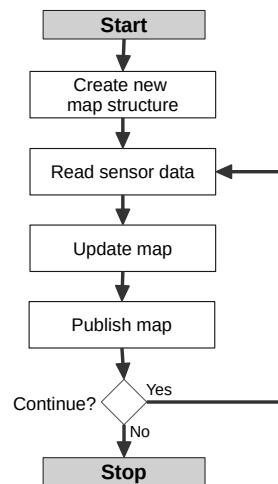 Start
Create new
map structure
Read sensor data
Update map
Publish map
Continue?
Yes
No
Stop